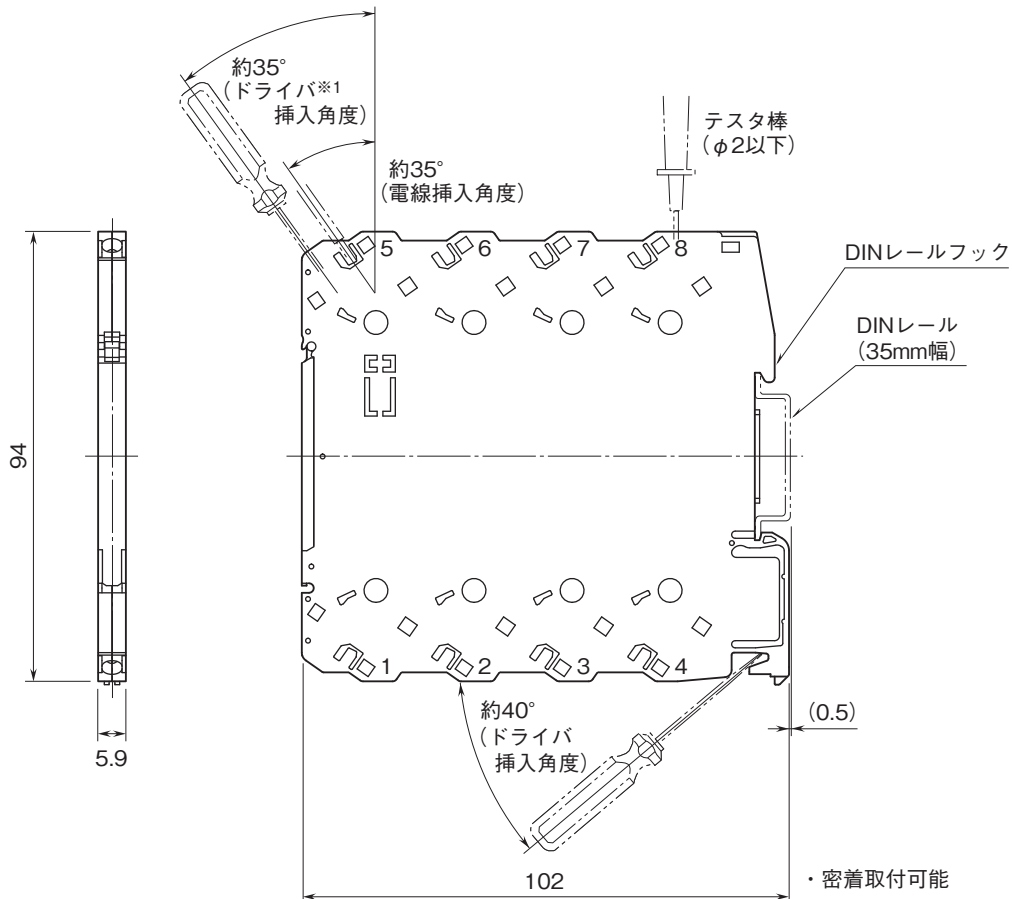 約35°
（ドライバ※1
挿入角度）
約35°
（電線挿入角度）
テスタ棒
（φ2以下）
5
6
7
8
DINレールフック
DINレール
（35mm幅）
94
1
2
3
4
5.9
約40°
（ドライバ
挿入角度）
（0.5）
102
・密着取付可能